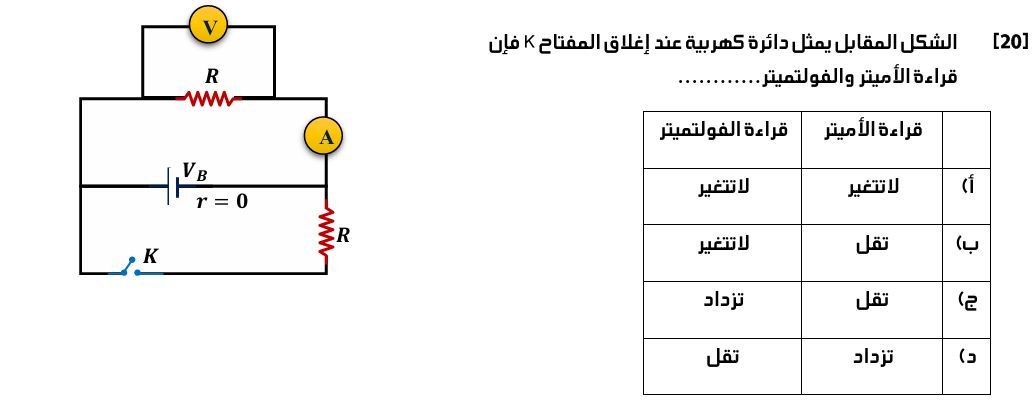 [20] الشكل المقابل يمثل دائرة كهربية عند إغلاق المفتاح K فإن
قراءة الأميتر والفولتميتر............
قراءة الأميتر قراءة الفولتميتر
أ) لاتتغير لاتتغير
ب) تقل لاتتغير
ج) تقل تزداد
د) تزداد تقل
V
R
A
V_B
r = 0
R
K